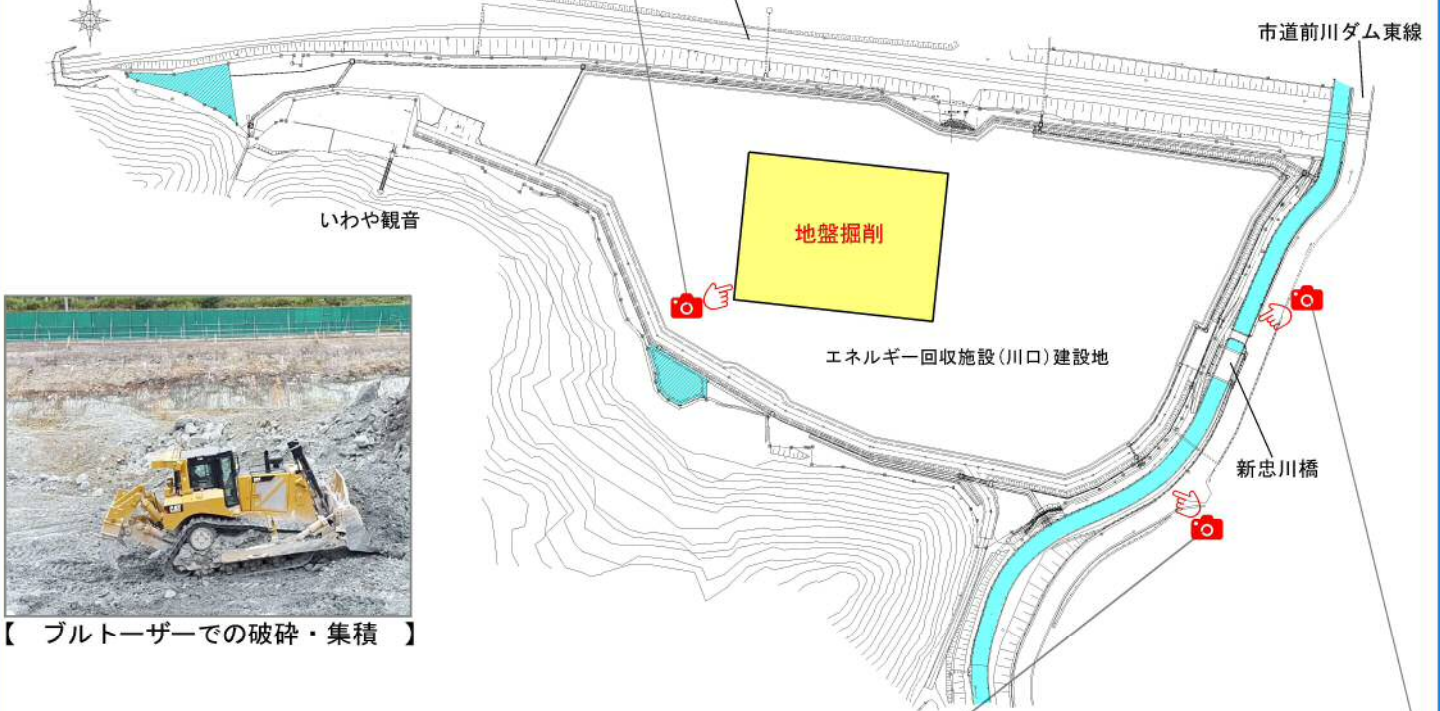 市道前川ダム東線
いわや観音
地盤掘削
エネルギー回収施設(川口)建設地
新忠川橋
【 ブルトーザーでの破砕・集積 】